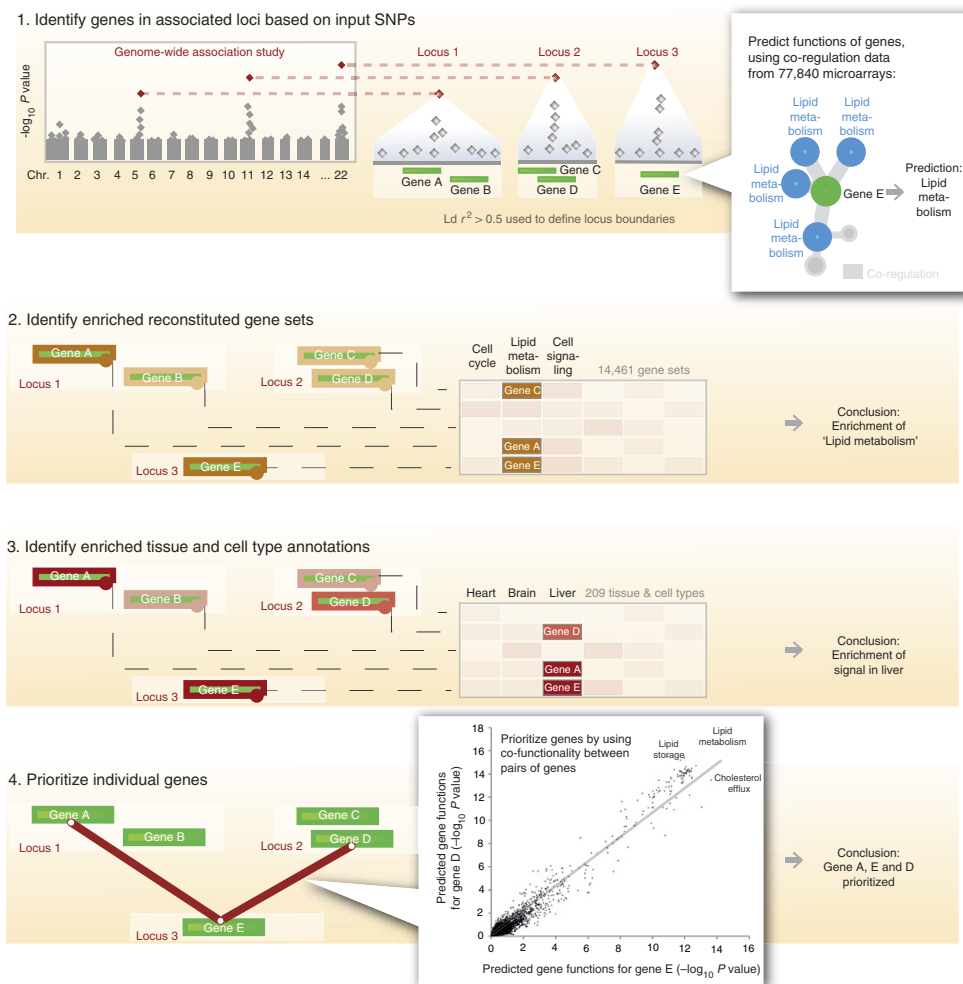 1. Identify genes in associated loci based on input SNPs
Genome-wide association study
–log10 P value
Chr. 1 2 3 4 5 6 7 8 9 10 11 12 13 14 ... 22
Locus 1
Locus 2
Locus 3
Gene A
Gene B
Gene C
Gene D
Gene E
Ld r² > 0.5 used to define locus boundaries
Predict functions of genes,
using co-regulation data
from 77,840 microarrays:
Lipid
meta-
bolism
Lipid
meta-
bolism
Lipid
meta-
bolism
Lipid
meta-
bolism
Gene E
Prediction:
Lipid
meta-
bolism
Co-regulation
2. Identify enriched reconstituted gene sets
Gene A
Locus 1
Gene B
Gene C
Locus 2
Gene D
Locus 3
Gene E
Cell
cycle
Lipid
meta-
bolism
Cell
signa-
ling
14,461 gene sets
Gene C
Gene A
Gene E
Conclusion:
Enrichment of
‘Lipid metabolism’
3. Identify enriched tissue and cell type annotations
Gene A
Locus 1
Gene B
Gene C
Locus 2
Gene D
Locus 3
Gene E
Heart Brain Liver 209 tissue & cell types
Gene D
Gene A
Gene E
Conclusion:
Enrichment of
signal in liver
4. Prioritize individual genes
Gene A
Locus 1
Gene B
Gene C
Locus 2
Gene D
Locus 3
Gene E
Prioritize genes by using
co-functionality between
pairs of genes
Lipid
storage
Lipid
metabolism
Cholesterol
efflux
Predicted gene functions
for gene D (–log10 P value)
18
16
14
12
10
8
6
4
2
0
0 2 4 6 8 10 12 14 16
Predicted gene functions for gene E (–log10 P value)
Conclusion:
Gene A, E and D
prioritized